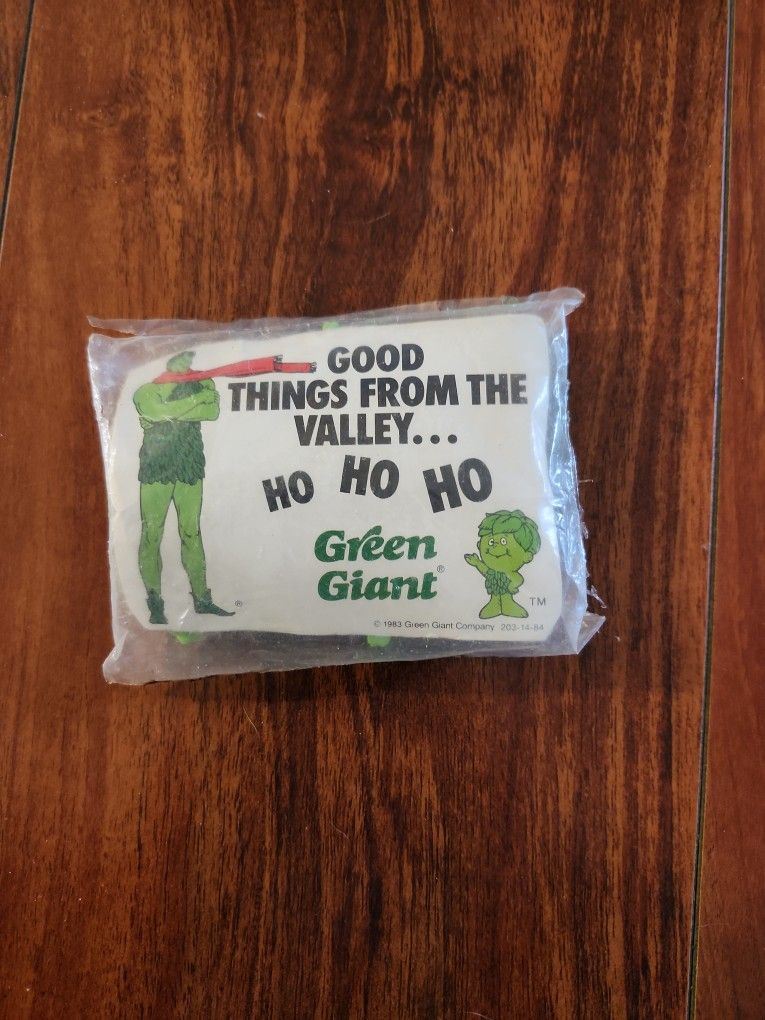 GOOD
THINGS FROM THE
VALLEY...
HO HO HO
Green
Giant®
®
TM
© 1983 Green Giant Company 203-14-84